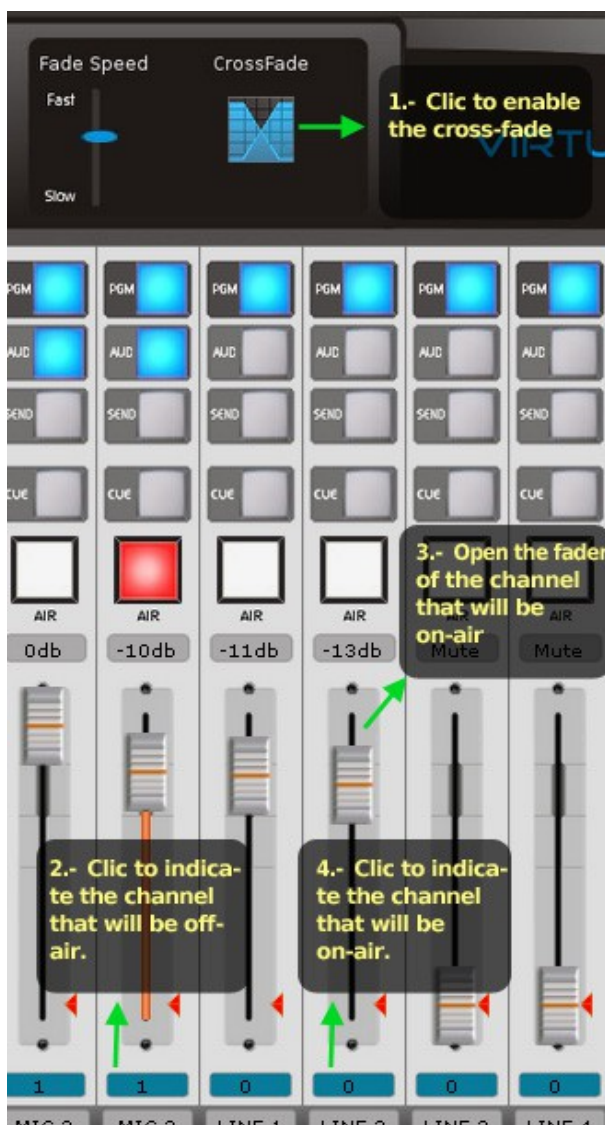 Fade Speed CrossFade
Fast
Slow
1.- Clic to enable
the cross-fade
VIRTU
PGM PGM PGM PGM PGM PGM
AUD AUD AUD AUD AUD AUD
SEND SEND SEND SEND SEND SEND
CUE CUE CUE CUE CUE CUE
3.- Open the fader
of the channel
that will be
on-air
AIR AIR AIR AIR AIR AIR
0db -10db -11db -13db Mute Mute
2.- Clic to indica-
te the channel
that will be off-
air.
4.- Clic to indica-
te the channel
that will be
on-air.
1 1 0 0 0 0
LINE 1